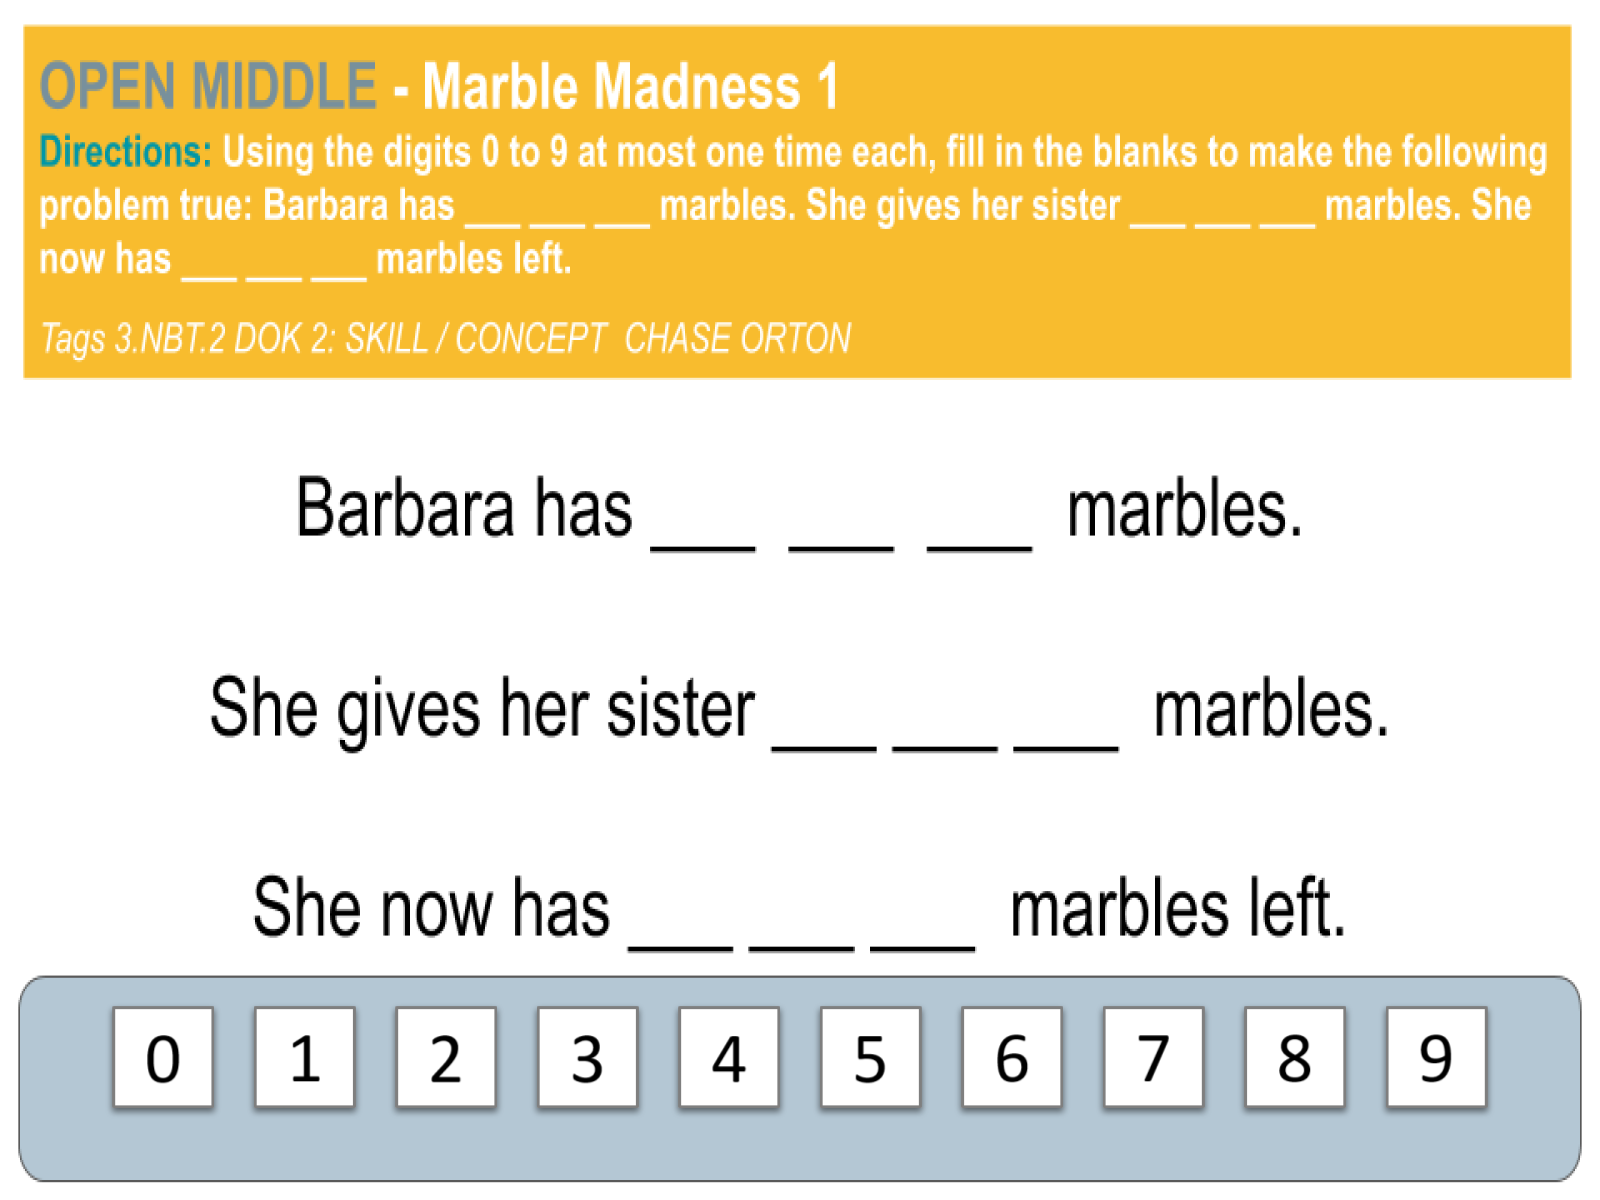 OPEN MIDDLE - Marble Madness 1
Directions: Using the digits 0 to 9 at most one time each, fill in the blanks to make the following
problem true: Barbara has ___ ___ ___ marbles. She gives her sister ___ ___ ___ marbles. She
now has ___ ___ ___ marbles left.
Tags 3.NBT.2 DOK 2: SKILL / CONCEPT CHASE ORTON
Barbara has ___ ___ ___ marbles.
She gives her sister ___ ___ ___ marbles.
She now has ___ ___ ___ marbles left.
0 1 2 3 4 5 6 7 8 9